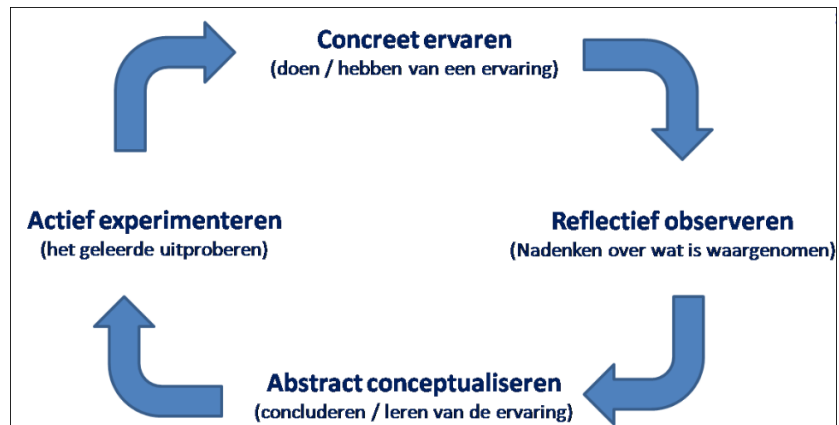 Concreet ervaren
(doen / hebben van een ervaring)
Actief experimenteren
(het geleerde uitproberen)
Reflectief observeren
(Nadenken over wat is waargenomen)
Abstract conceptualiseren
(concluderen / leren van de ervaring)